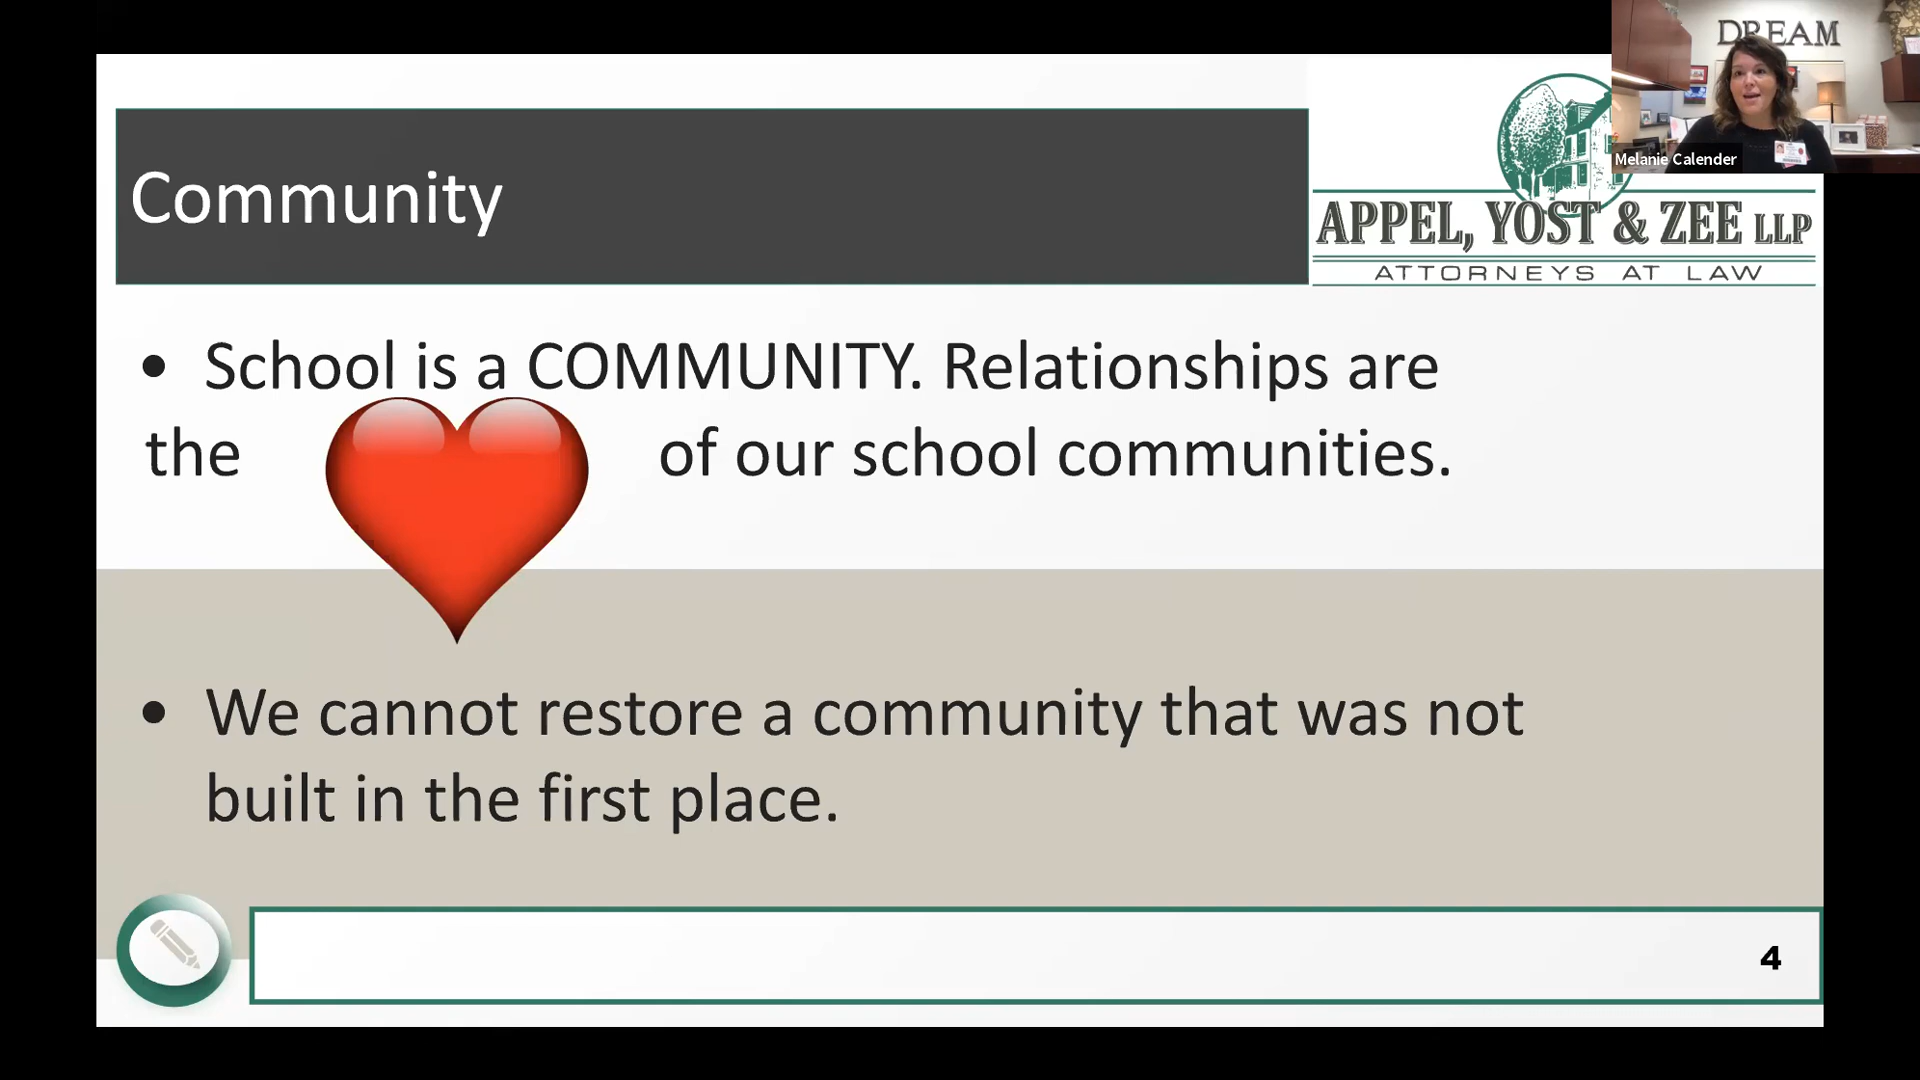 DREAM
Melanie Calender
Community
APPEL, YOST & ZEE LLP
ATTORNEYS AT LAW
• School is a COMMUNITY. Relationships are
the of our school communities.
• We cannot restore a community that was not
built in the first place.
4